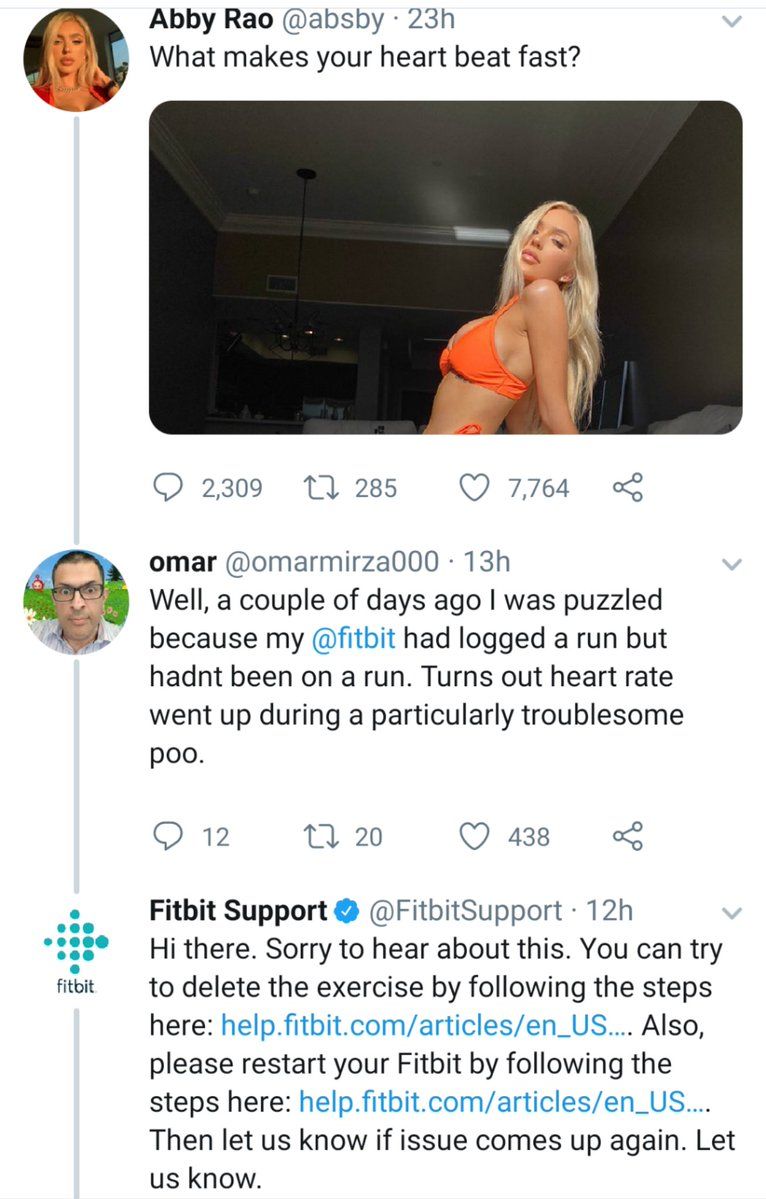 Abby Rao @absby · 23h
What makes your heart beat fast?
2,309 285 7,764
omar @omarmirza000 · 13h
Well, a couple of days ago I was puzzled
because my @fitbit had logged a run but
hadnt been on a run. Turns out heart rate
went up during a particularly troublesome
poo.
12 20 438
Fitbit Support @FitbitSupport · 12h
fitbit
Hi there. Sorry to hear about this. You can try
to delete the exercise by following the steps
here: help.fitbit.com/articles/en_US…. Also,
please restart your Fitbit by following the
steps here: help.fitbit.com/articles/en_US….
Then let us know if issue comes up again. Let
us know.